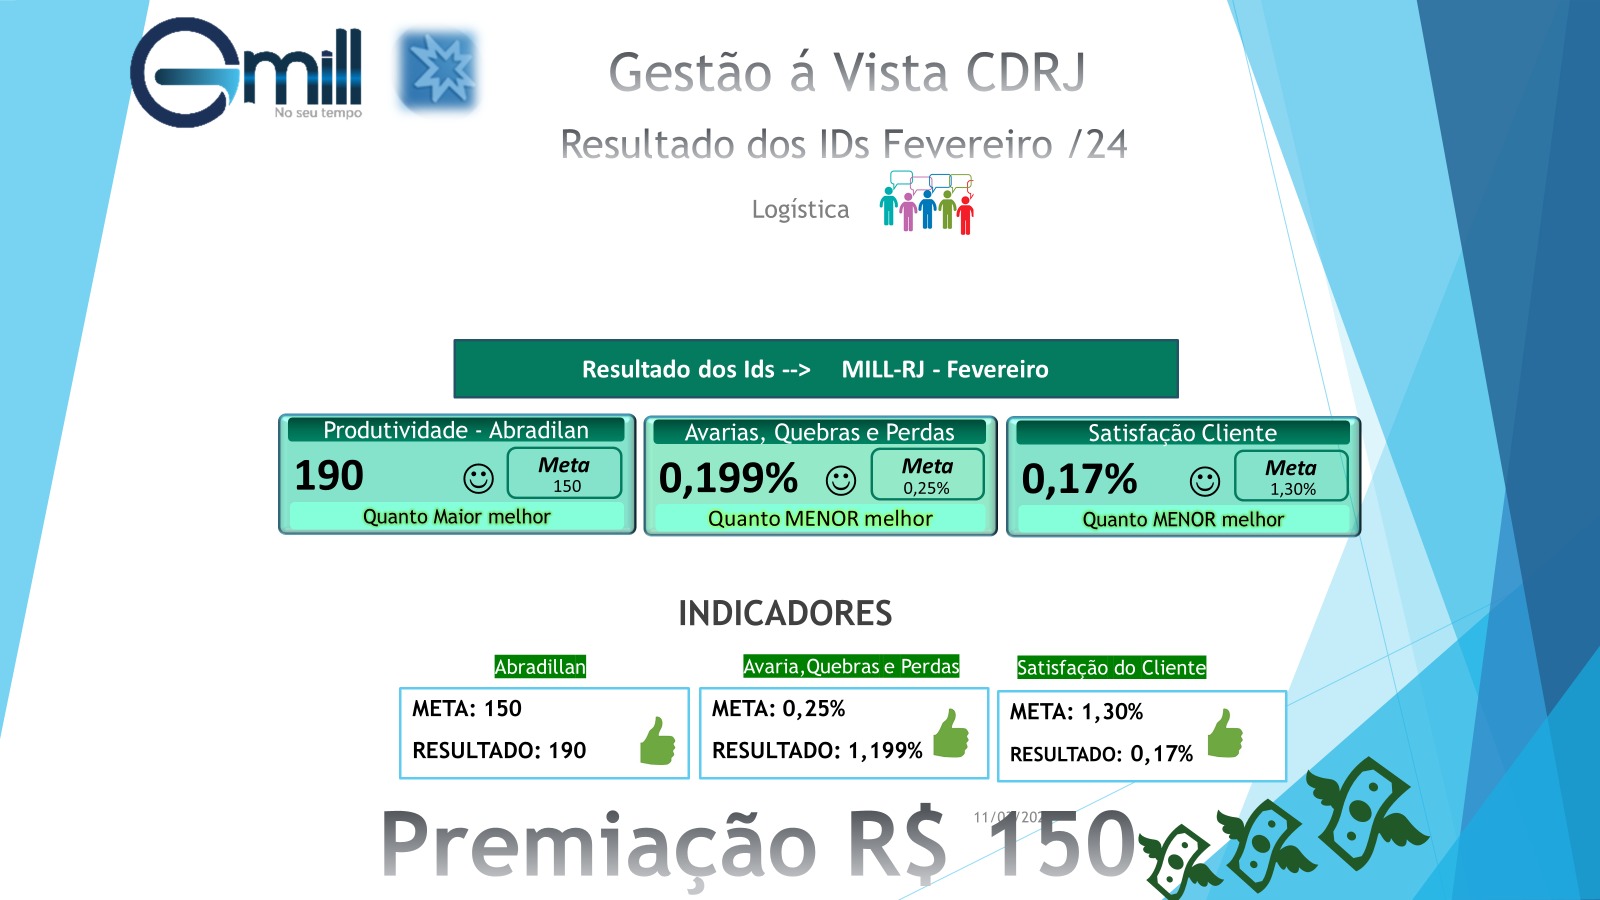 mill
No seu tempo
Gestão á Vista CDRJ
Resultado dos IDs Fevereiro /24
Logística
Resultado dos Ids --> MILL-RJ - Fevereiro
Produtividade - Abradilan
190
Meta
150
Quanto Maior melhor
Avarias, Quebras e Perdas
0,199%
Meta
0,25%
Quanto MENOR melhor
Satisfação Cliente
0,17%
Meta
1,30%
Quanto MENOR melhor
INDICADORES
Abradillan
META: 150
RESULTADO: 190
Avaria,Quebras e Perdas
META: 0,25%
RESULTADO: 1,199%
Satisfação do Cliente
META: 1,30%
RESULTADO: 0,17%
Premiação R$ 150